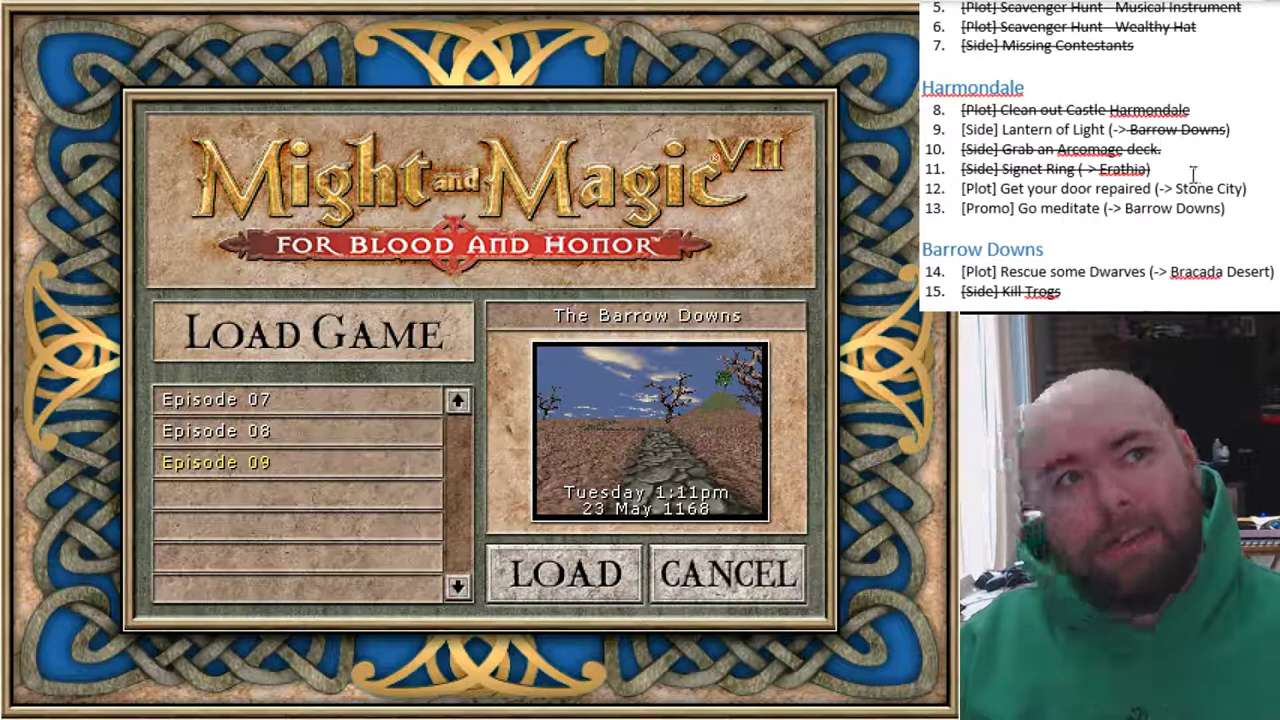 Might and Magic® VII
FOR BLOOD AND HONOR™
LOAD GAME
Episode 07
Episode 08
Episode 09
The Barrow Downs
Tuesday 1:11pm
23 May 1168
LOAD
CANCEL
5. [Plot] Scavenger Hunt - Musical Instrument
6. [Plot] Scavenger Hunt - Wealthy Hat
7. [Side] Missing Contestants
Harmondale
8. [Plot] Clean out Castle Harmondale
9. [Side] Lantern of Light (-> Barrow Downs)
10. [Side] Grab an Arcomage deck.
11. [Side] Signet Ring (-> Erathia)
12. [Plot] Get your door repaired (-> Stone City)
13. [Promo] Go meditate (-> Barrow Downs)
Barrow Downs
14. [Plot] Rescue some Dwarves (-> Bracada Desert)
15. [Side] Kill Trogs